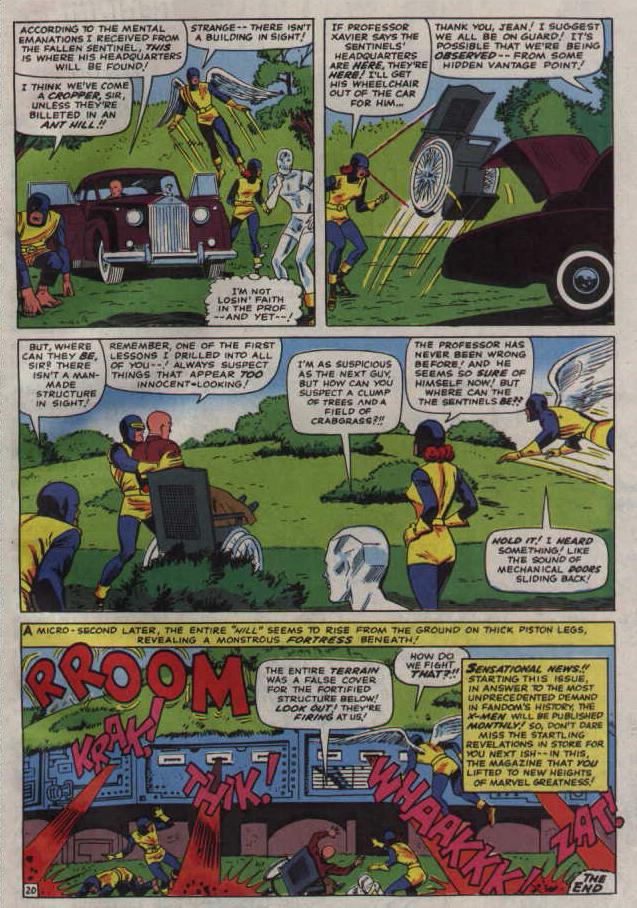 ACCORDING TO THE MENTAL
EMANATIONS I RECEIVED FROM
THE FALLEN SENTINEL, THIS
IS WHERE HIS HEADQUARTERS
WILL BE FOUND!
STRANGE-- THERE ISN'T
A BUILDING IN SIGHT!
I THINK WE'VE COME
A CROPPER, SIR,
UNLESS THEY'RE
BILLETED IN AN
ANT HILL!!
I'M NOT
LOSIN' FAITH
IN THE PROF
--AND YET--!
IF PROFESSOR
XAVIER SAYS THE
SENTINELS'
HEADQUARTERS
ARE HERE, THEY'RE
HERE! I'LL GET
HIS WHEELCHAIR
OUT OF THE CAR
FOR HIM...
THANK YOU, JEAN! I SUGGEST
WE ALL BE ON GUARD! IT'S
POSSIBLE THAT WE'RE BEING
OBSERVED-- FROM SOME
HIDDEN VANTAGE POINT!
BUT, WHERE
CAN THEY BE,
SIR? THERE
ISN'T A MAN-
MADE
STRUCTURE
IN SIGHT!
REMEMBER, ONE OF THE FIRST
LESSONS I DRILLED INTO ALL
OF YOU--! ALWAYS SUSPECT
THINGS THAT APPEAR TOO
INNOCENT-LOOKING!
I'M AS SUSPICIOUS
AS THE NEXT GUY,
BUT HOW CAN YOU
SUSPECT A CLUMP
OF TREES AND A
FIELD OF
CRABGRASS?!!
THE PROFESSOR HAS
NEVER BEEN WRONG
BEFORE! AND HE
SEEMS SO SURE OF
HIMSELF NOW! BUT
WHERE CAN THE
THE SENTINELS BE??
HOLD IT! I HEARD
SOMETHING! LIKE
THE SOUND OF
MECHANICAL DOORS
SLIDING BACK!
A MICRO-SECOND LATER, THE ENTIRE "HILL" SEEMS TO RISE FROM THE GROUND ON THICK PISTON LEGS,
REVEALING A MONSTROUS FORTRESS BENEATH!
RROOM
KRAK!
THIK!
THE ENTIRE TERRAIN
WAS A FALSE COVER
FOR THE FORTIFIED
STRUCTURE BELOW!
LOOK OUT! THEY'RE
FIRING AT US!
HOW DO
WE FIGHT
THAT?!!
WHAAKKK!
SENSATIONAL NEWS!!
STARTING THIS ISSUE,
IN ANSWER TO THE MOST
UNPRECEDENTED DEMAND
IN FANDOM'S HISTORY, THE
X-MEN WILL BE PUBLISHED
MONTHLY! SO, DON'T DARE
MISS THE STARTLING
REVELATIONS IN STORE FOR
YOU NEXT ISH-- IN THIS,
THE MAGAZINE THAT YOU
LIFTED TO NEW HEIGHTS
OF MARVEL GREATNESS!
ZAT!
20
THE
END